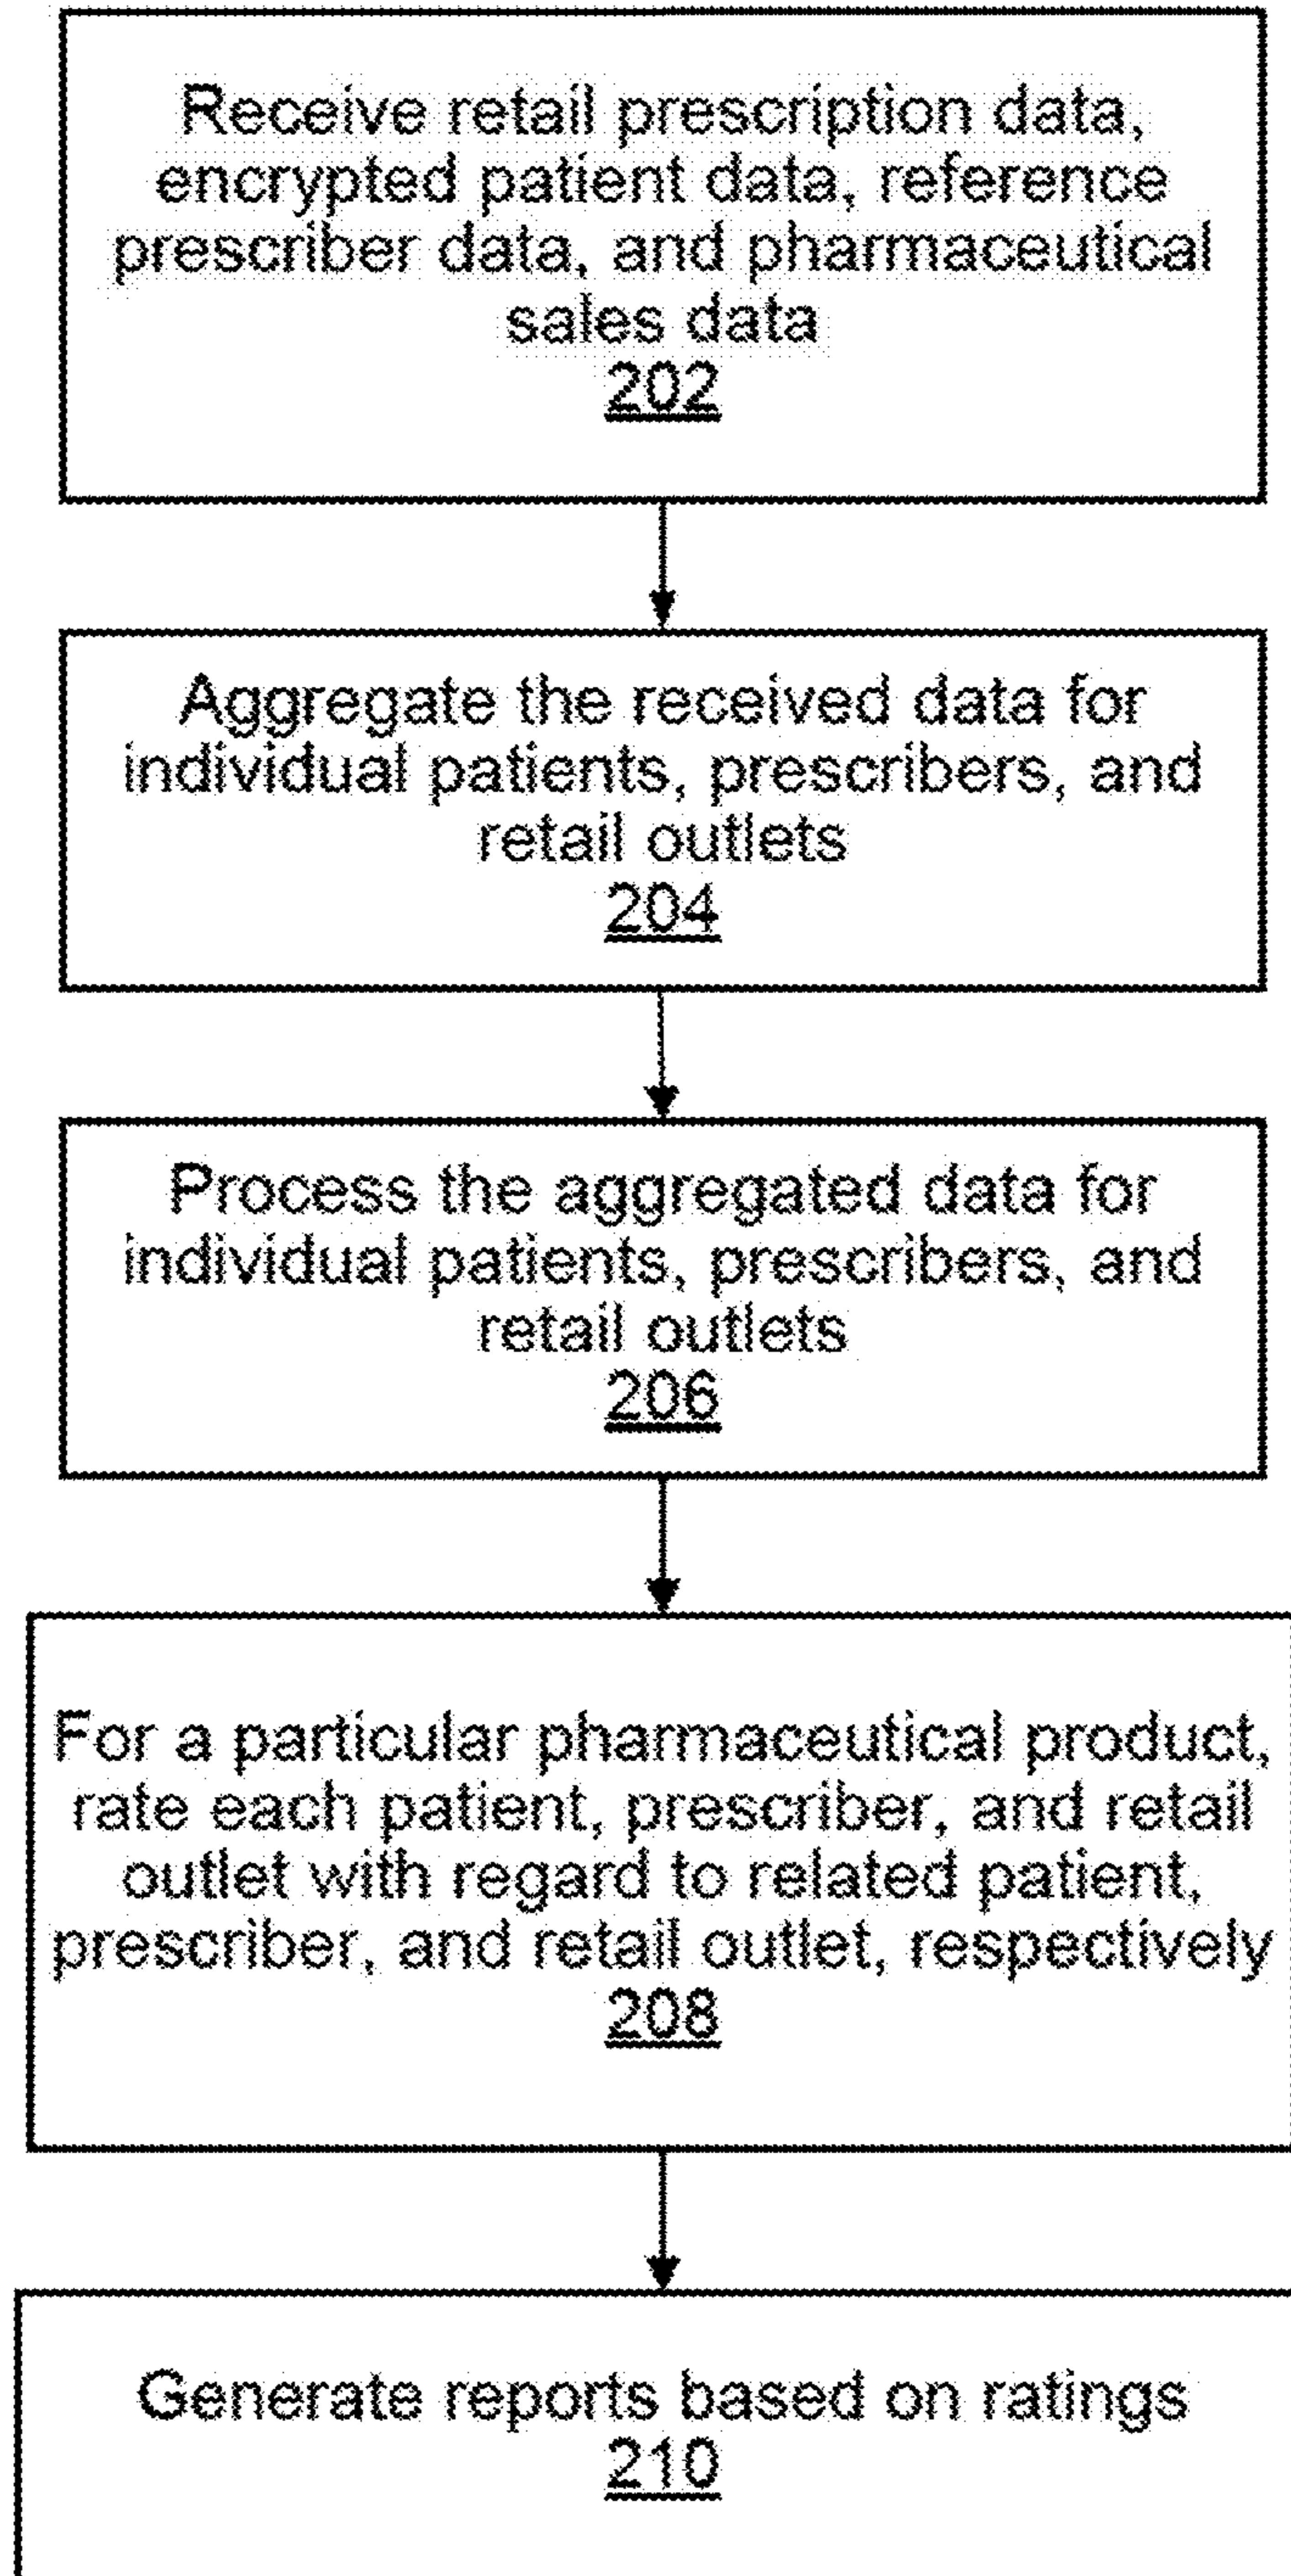 Receive retail prescription data,
encrypted patient data, reference
prescriber data, and pharmaceutical
sales data
202
Aggregate the received data for
individual patients, prescribers, and
retail outlets
204
Process the aggregated data for
individual patients, prescribers, and
retail outlets
206
For a particular pharmaceutical product,
rate each patient, prescriber, and retail
outlet with regard to related patient,
prescriber, and retail outlet, respectively
208
Generate reports based on ratings
210